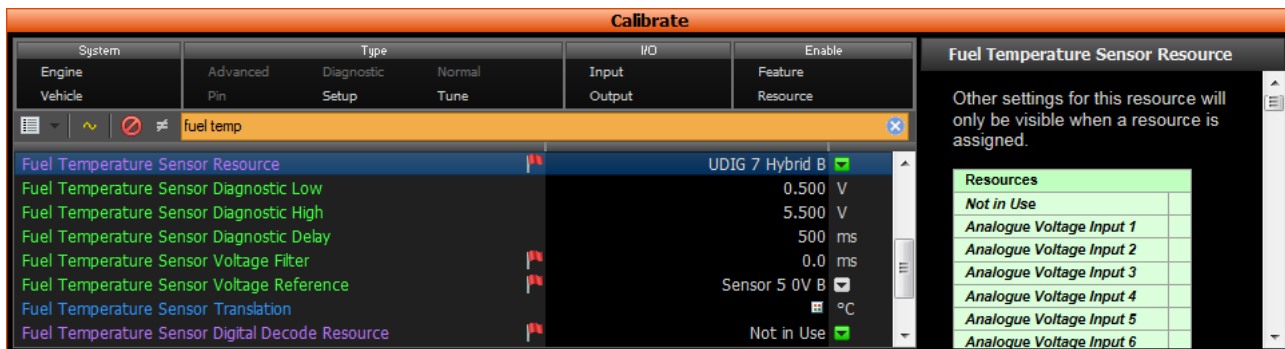 Calibrate
System Type I/O Enable
Engine Advanced Diagnostic Normal Input Feature
Vehicle Pin Setup Tune Output Resource
fuel temp
Fuel Temperature Sensor Resource UDIG 7 Hybrid B
Fuel Temperature Sensor Diagnostic Low 0.500 V
Fuel Temperature Sensor Diagnostic High 5.500 V
Fuel Temperature Sensor Diagnostic Delay 500 ms
Fuel Temperature Sensor Voltage Filter 0.0 ms
Fuel Temperature Sensor Voltage Reference Sensor 5 0V B
Fuel Temperature Sensor Translation °C
Fuel Temperature Sensor Digital Decode Resource Not in Use
Fuel Temperature Sensor Resource
Other settings for this resource will
only be visible when a resource is
assigned.
Resources
Not in Use
Analogue Voltage Input 1
Analogue Voltage Input 2
Analogue Voltage Input 3
Analogue Voltage Input 4
Analogue Voltage Input 5
Analogue Voltage Input 6